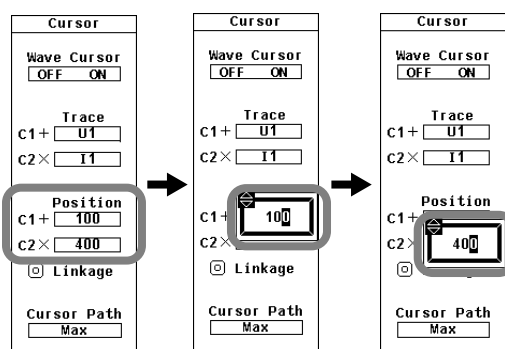 Cursor
Wave Cursor
OFF ON
Trace
C1+ U1
C2× I1
Position
C1+ 100
C2× 400
Linkage
Cursor Path
Max
Cursor
Wave Cursor
OFF ON
Trace
C1+ U1
C2× I1
C1+ 100
C2×
Linkage
Cursor Path
Max
Cursor
Wave Cursor
OFF ON
Trace
C1+ U1
C2× I1
Position
C1+
C2× 400
Cursor Path
Max